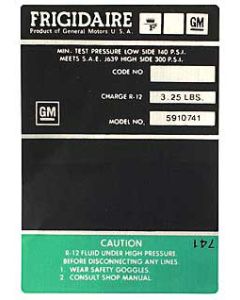 FRIGIDAIRE
Product of General Motors U.S.A.
GM
MIN. TEST PRESSURE LOW SIDE 140 P.S.I.
MEETS S.A.E. J639 HIGH SIDE 300 P.S.I.
CODE NO
CHARGE R-12 3.25 LBS.
GM
MODEL NO. 5910741
741
CAUTION
R-12 FLUID UNDER HIGH PRESSURE.
BEFORE DISCONNECTING ANY LINES.
1. WEAR SAFETY GOGGLES.
2. CONSULT SHOP MANUAL.